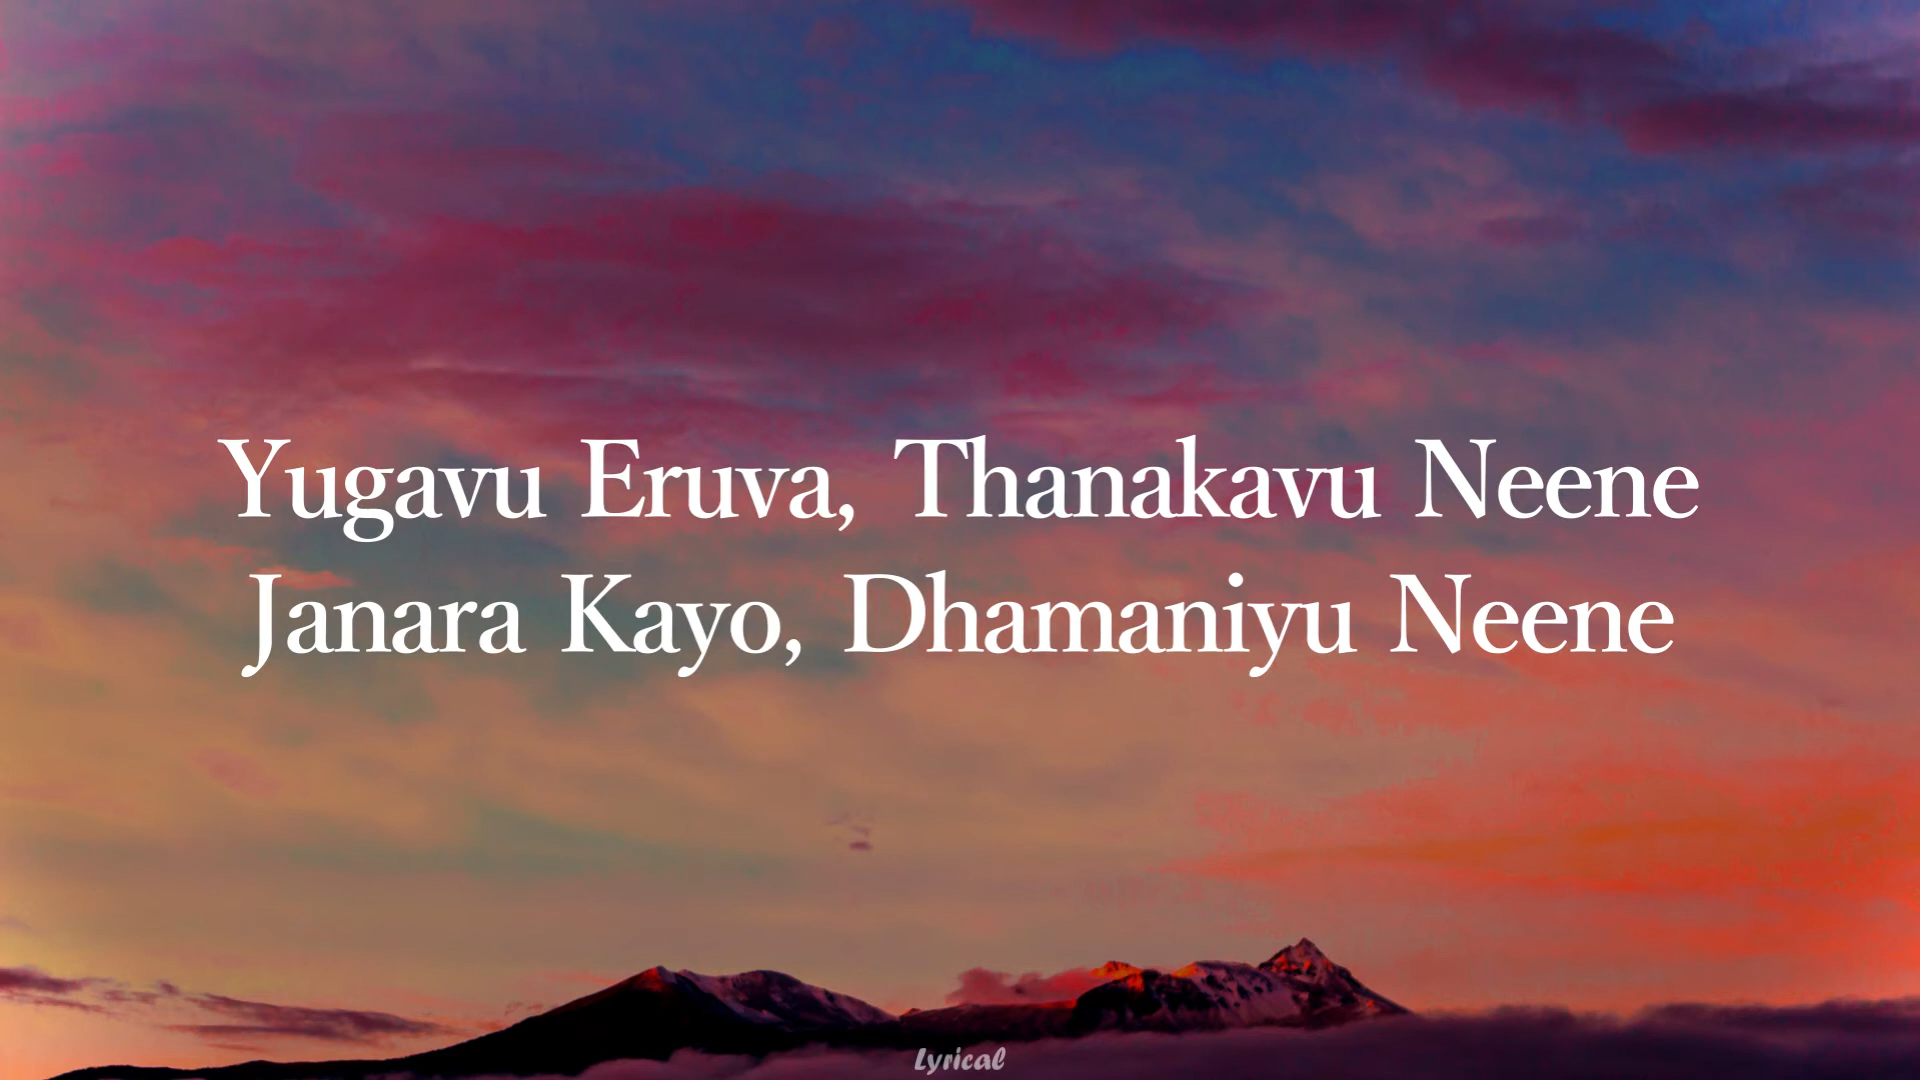 Yugavu Eruva, Thanakavu Neene
Janara Kayo, Dhamaniyu Neene
Lyrical